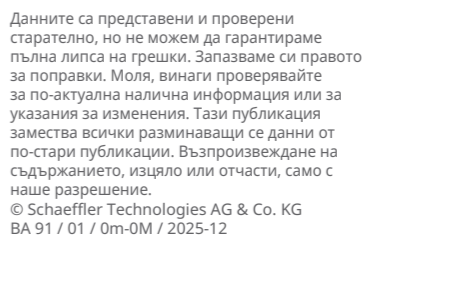 Данните са представени и проверени
старателно, но не можем да гарантираме
пълна липса на грешки. Запазваме си правото
за поправки. Моля, винаги проверявайте
за по-актуална налична информация или за
указания за изменения. Тази публикация
замества всички разминаващи се данни от
по-стари публикации. Възпроизвеждане на
съдържанието, изцяло или отчасти, само с
наше разрешение.
© Schaeffler Technologies AG & Co. KG
BA 91 / 01 / 0m-0M / 2025-12